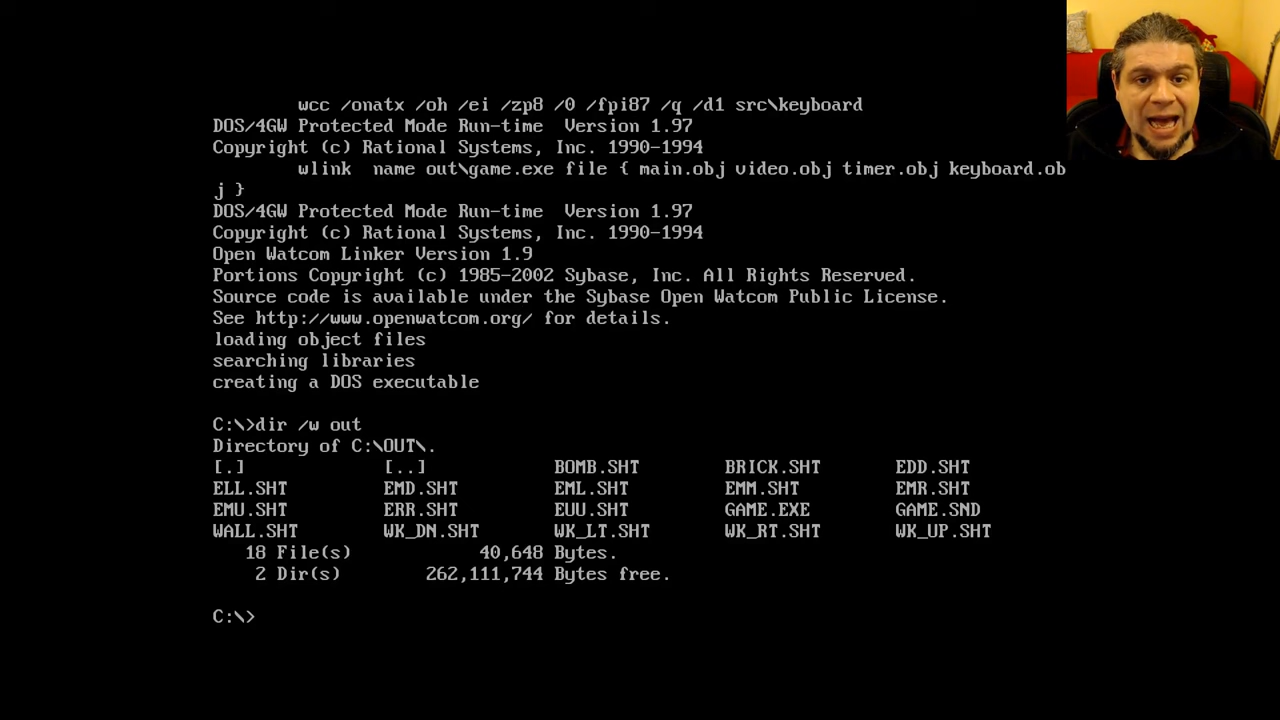 wcc /onatx /oh /ei /zp8 /0 /fpi87 /q /d1 src\keyboard
DOS/4GW Protected Mode Run-time  Version 1.97
Copyright (c) Rational Systems, Inc. 1990-1994
wlink  name out\game.exe file { main.obj video.obj timer.obj keyboard.ob
j }
DOS/4GW Protected Mode Run-time  Version 1.97
Copyright (c) Rational Systems, Inc. 1990-1994
Open Watcom Linker Version 1.9
Portions Copyright (c) 1985-2002 Sybase, Inc. All Rights Reserved.
Source code is available under the Sybase Open Watcom Public License.
See http://www.openwatcom.org/ for details.
loading object files
searching libraries
creating a DOS executable
C:\>dir /w out
Directory of C:\OUT\.
[.] [..] BOMB.SHT BRICK.SHT EDD.SHT
ELL.SHT EMD.SHT EML.SHT EMM.SHT EMR.SHT
EMU.SHT ERR.SHT EUU.SHT GAME.EXE GAME.SND
WALL.SHT WK_DN.SHT WK_LT.SHT WK_RT.SHT WK_UP.SHT
18 File(s) 40,648 Bytes.
2 Dir(s) 262,111,744 Bytes free.
C:\>